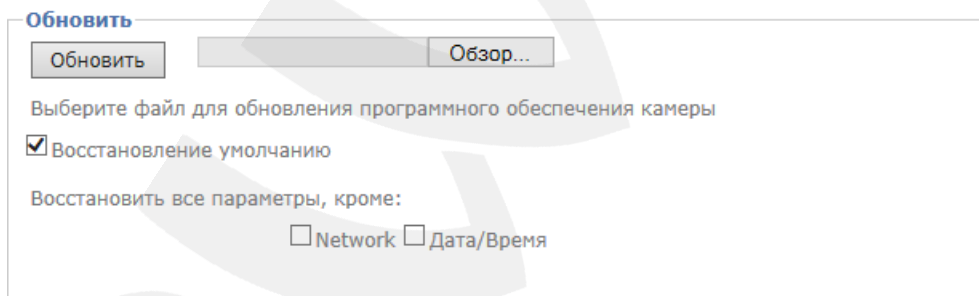 Обновить
Обновить Обзор...
Выберите файл для обновления программного обеспечения камеры
Восстановление умолчанию
Восстановить все параметры, кроме:
Network Дата/Время